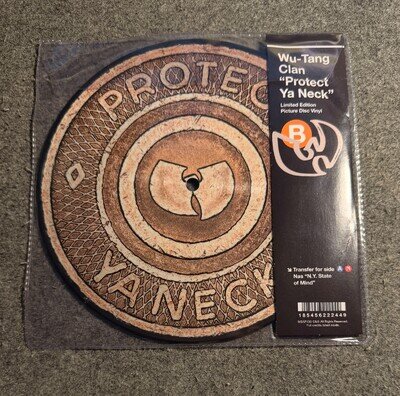 PROTEC
YA NECK
Wu-Tang
Clan
"Protect
Ya Neck"
Limited Edition
Picture Disc Vinyl
B
↘ Transfer for side A
Nas "N.Y. State
of Mind"
185456222449